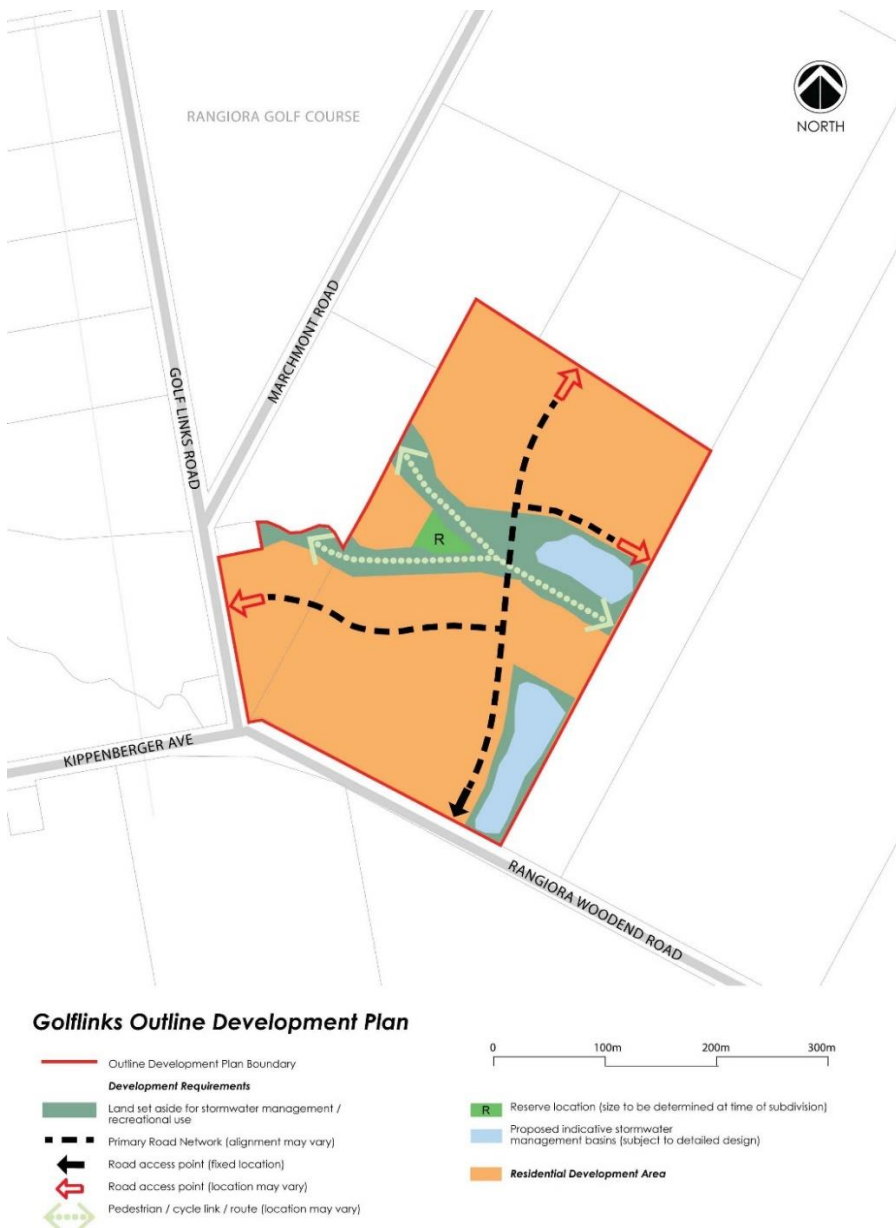 RANGIORA GOLF COURSE
NORTH
MARCHMONT ROAD
GOLF LINKS ROAD
R
KIPPENBERGER AVE
RANGIORA WOODEND ROAD
Golflinks Outline Development Plan
0 100m 200m 300m
Outline Development Plan Boundary
Development Requirements
Land set aside for stormwater management /
recreational use
Primary Road Network (alignment may vary)
Road access point (fixed location)
Road access point (location may vary)
Pedestrian / cycle link / route (location may vary)
R Reserve location (size to be determined at time of subdivision)
Proposed indicative stormwater
management basins (subject to detailed design)
Residential Development Area